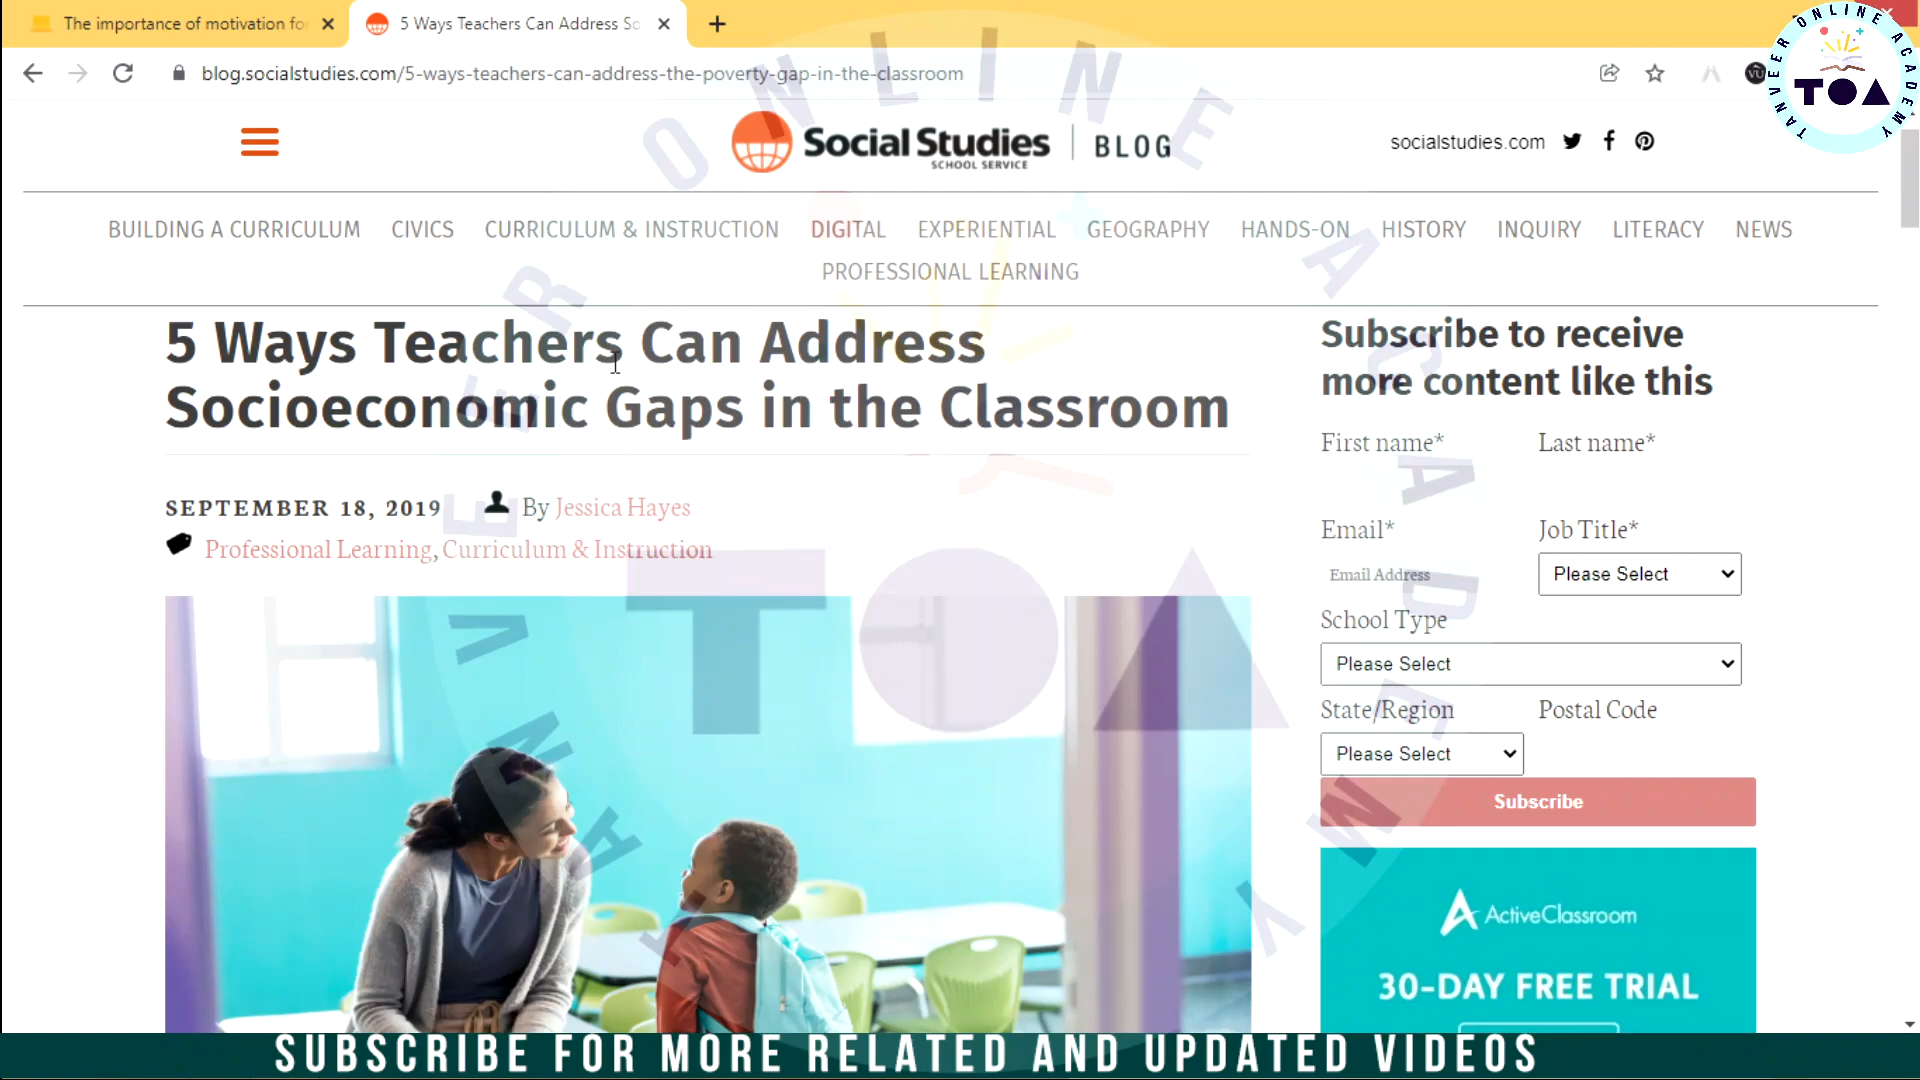 The importance of motivation fo
5 Ways Teachers Can Address So
blog.socialstudies.com/5-ways-teachers-can-address-the-poverty-gap-in-the-classroom
TANVEER ONLINE ACADEMY
TOA
Social Studies
SCHOOL SERVICE
BLOG
socialstudies.com
BUILDING A CURRICULUM CIVICS CURRICULUM & INSTRUCTION DIGITAL EXPERIENTIAL GEOGRAPHY HANDS-ON HISTORY INQUIRY LITERACY NEWS
PROFESSIONAL LEARNING
5 Ways Teachers Can Address
Socioeconomic Gaps in the Classroom
SEPTEMBER 18, 2019 By Jessica Hayes
Professional Learning, Curriculum & Instruction
Subscribe to receive
more content like this
First name* Last name*
Email* Job Title*
Email Address Please Select
School Type
Please Select
State/Region Postal Code
Please Select
Subscribe
ActiveClassroom
30-DAY FREE TRIAL
TANVEER ONLINE ACADEMY
TOA
SUBSCRIBE FOR MORE RELATED AND UPDATED VIDEOS